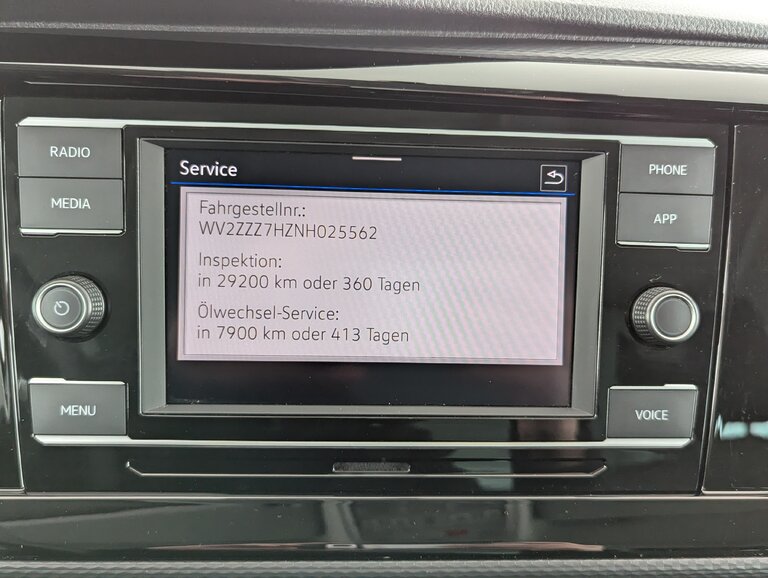 RADIO
MEDIA
MENU
Service
Fahrgestellnr.:
WV2ZZZ7HZNH025562
Inspektion:
in 29200 km oder 360 Tagen
Ölwechsel-Service:
in 7900 km oder 413 Tagen
PHONE
APP
VOICE